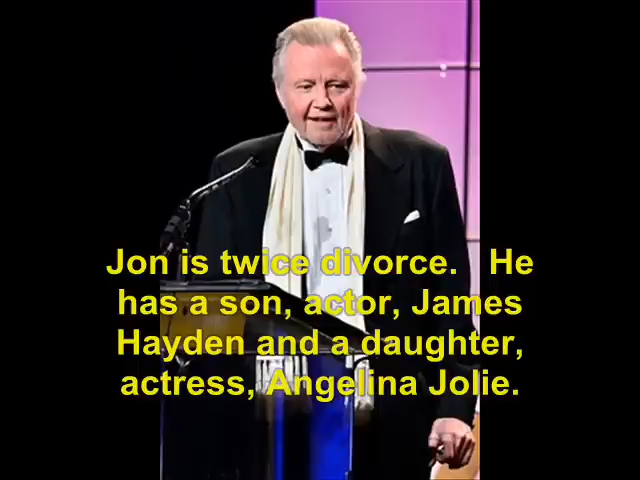 Jon is twice divorce.   He
has a son, actor, James
Hayden and a daughter,
actress, Angelina Jolie.